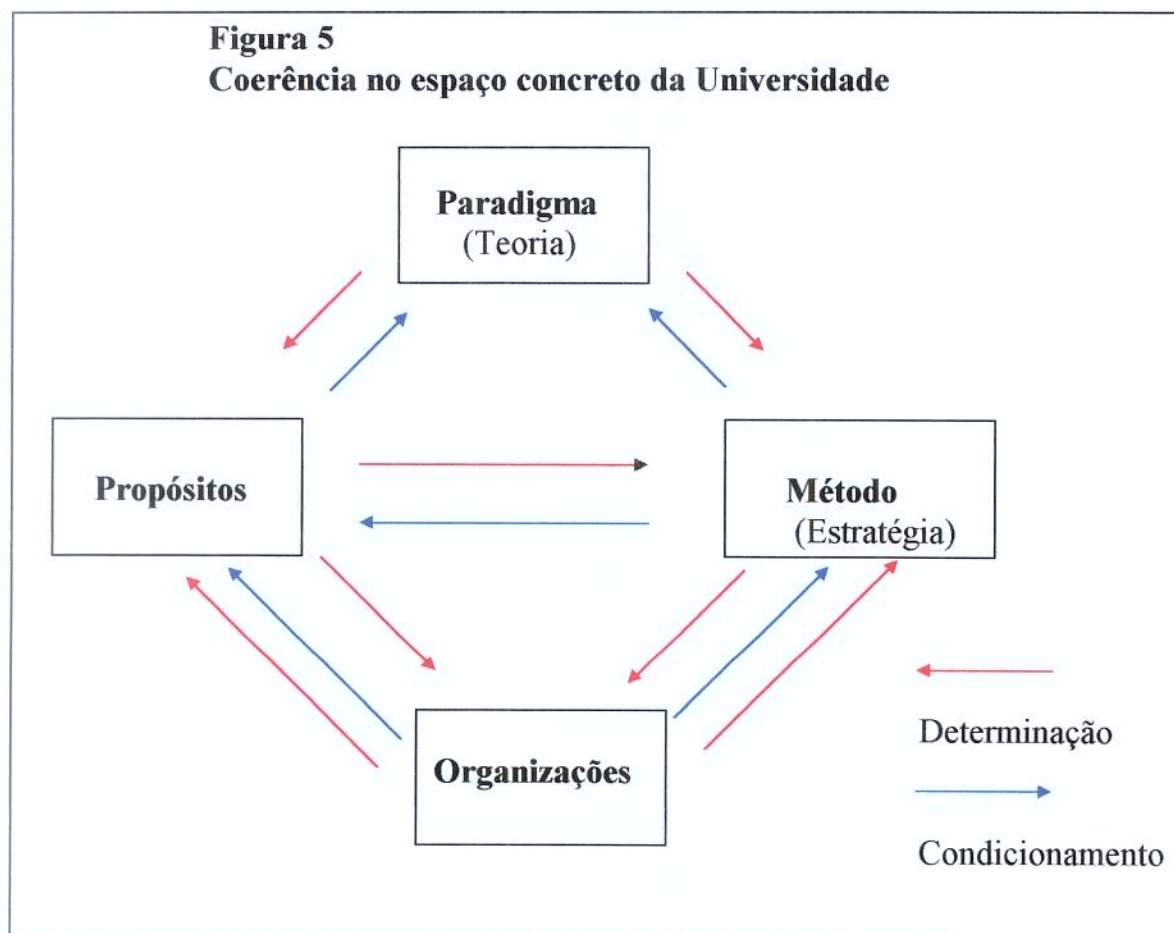 Figura 5
Coerência no espaço concreto da Universidade
Paradigma
(Teoria)
Propósitos
Método
(Estratégia)
Organizações
Determinação
Condicionamento